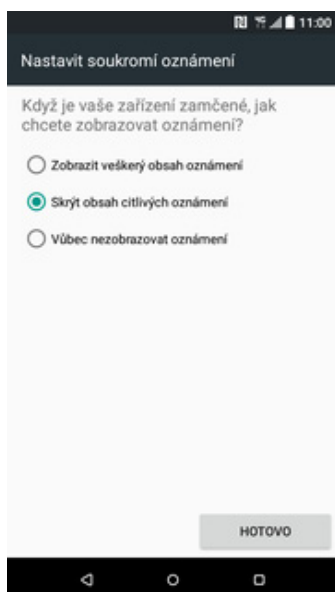 11:00
Nastavit soukromí oznámení
Když je vaše zařízení zamčené, jak
chcete zobrazovat oznámení?
Zobrazit veškerý obsah oznámení
Skrýt obsah citlivých oznámení
Vůbec nezobrazovat oznámení
HOTOVO